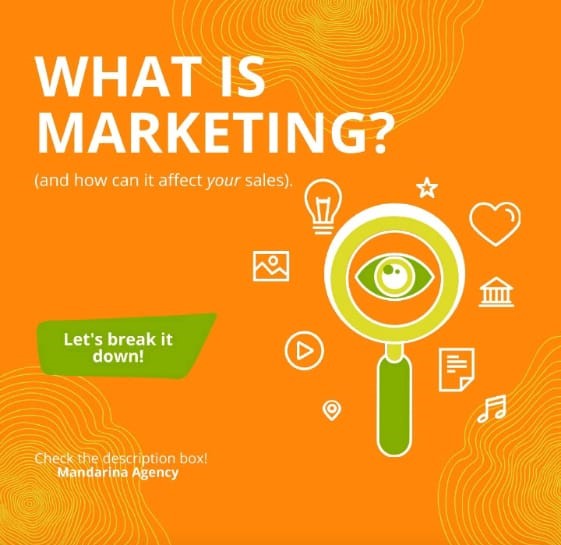 WHAT IS
MARKETING?
(and how can it affect your sales).
Let's break it
down!
Check the description box!
Mandarina Agency